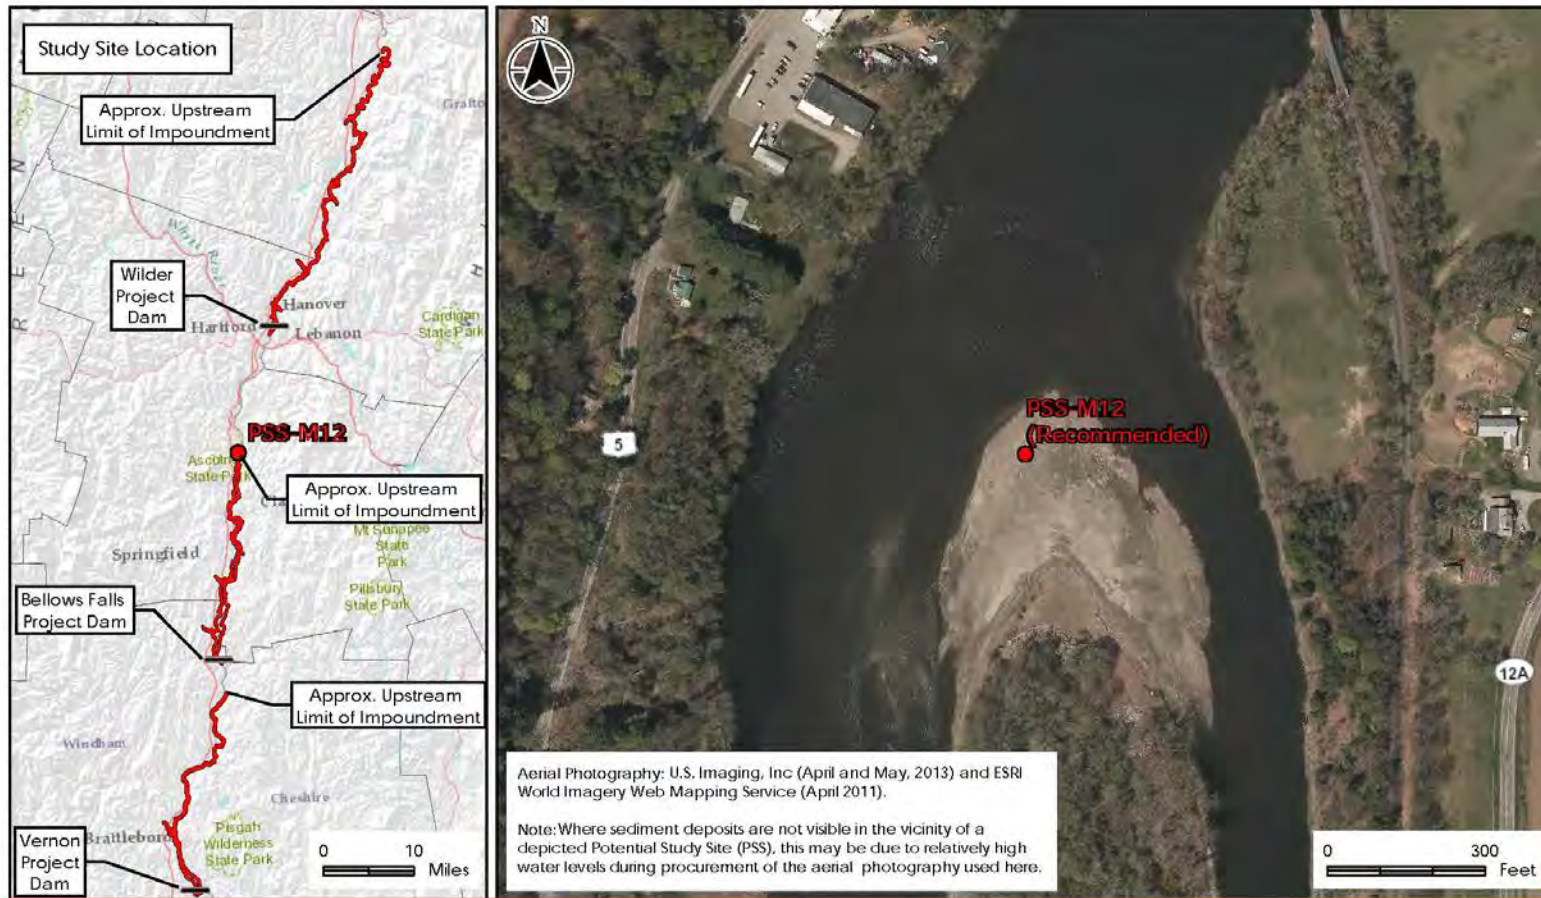 Study Site Location
Approx. Upstream
Limit of Impoundment
Grafto
R E E N
White River
Wilder
Project
Dam
Hanover
Hartford
Lebanon
H
Cardigan
State Park
PSS-M12
Ascutn
State Park
Approx. Upstream
Limit of Impoundment
Cla
Mt Sunapee
State
Park
Springfield
Pillsbury
State Park
Bellows Falls
Project Dam
Approx. Upstream
Limit of Impoundment
Windham
Cheshire
Brattleboro
Pisgah
Wilderness
State Park
Vernon
Project
Dam
0 10
Miles
N
5
PSS-M12
(Recommended)
12A
Aerial Photography: U.S. Imaging, Inc (April and May, 2013) and ESRI
World Imagery Web Mapping Service (April 2011).
Note: Where sediment deposits are not visible in the vicinity of a
depicted Potential Study Site (PSS), this may be due to relatively high
water levels during procurement of the aerial photography used here.
0 300
Feet